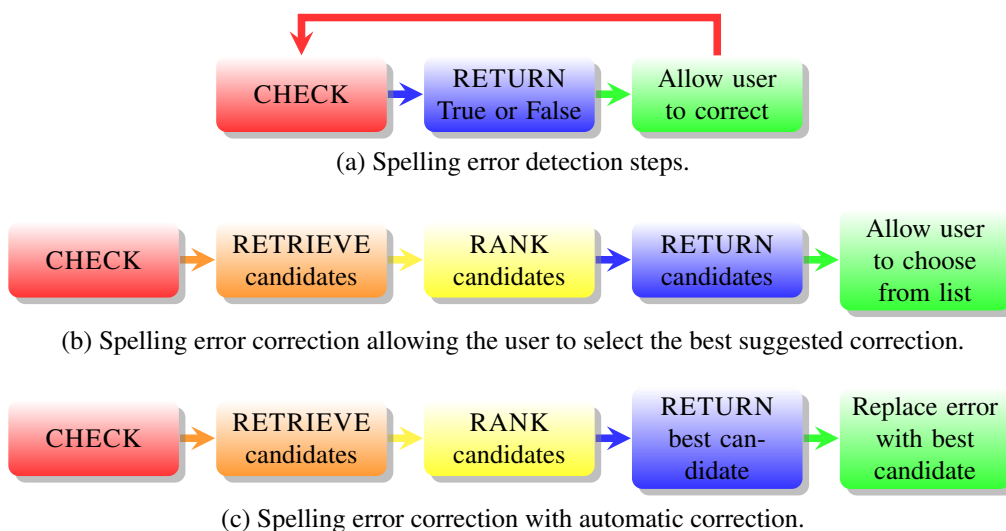 CHECK
RETURN
True or False
Allow user
to correct
(a) Spelling error detection steps.
CHECK
RETRIEVE
candidates
RANK
candidates
RETURN
candidates
Allow user
to choose
from list
(b) Spelling error correction allowing the user to select the best suggested correction.
CHECK
RETRIEVE
candidates
RANK
candidates
RETURN
best can-
didate
Replace error
with best
candidate
(c) Spelling error correction with automatic correction.